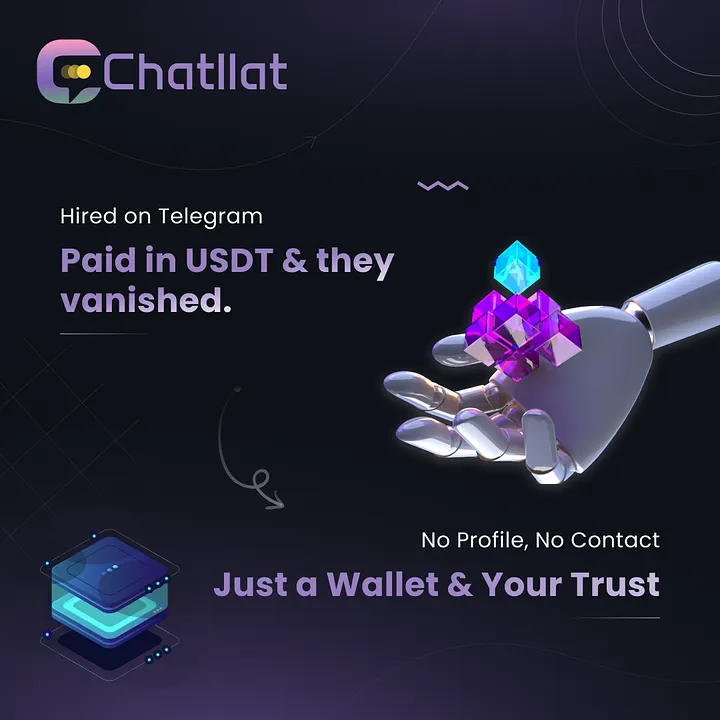 Chatllat
Hired on Telegram
Paid in USDT & they
vanished.
No Profile, No Contact
Just a Wallet & Your Trust